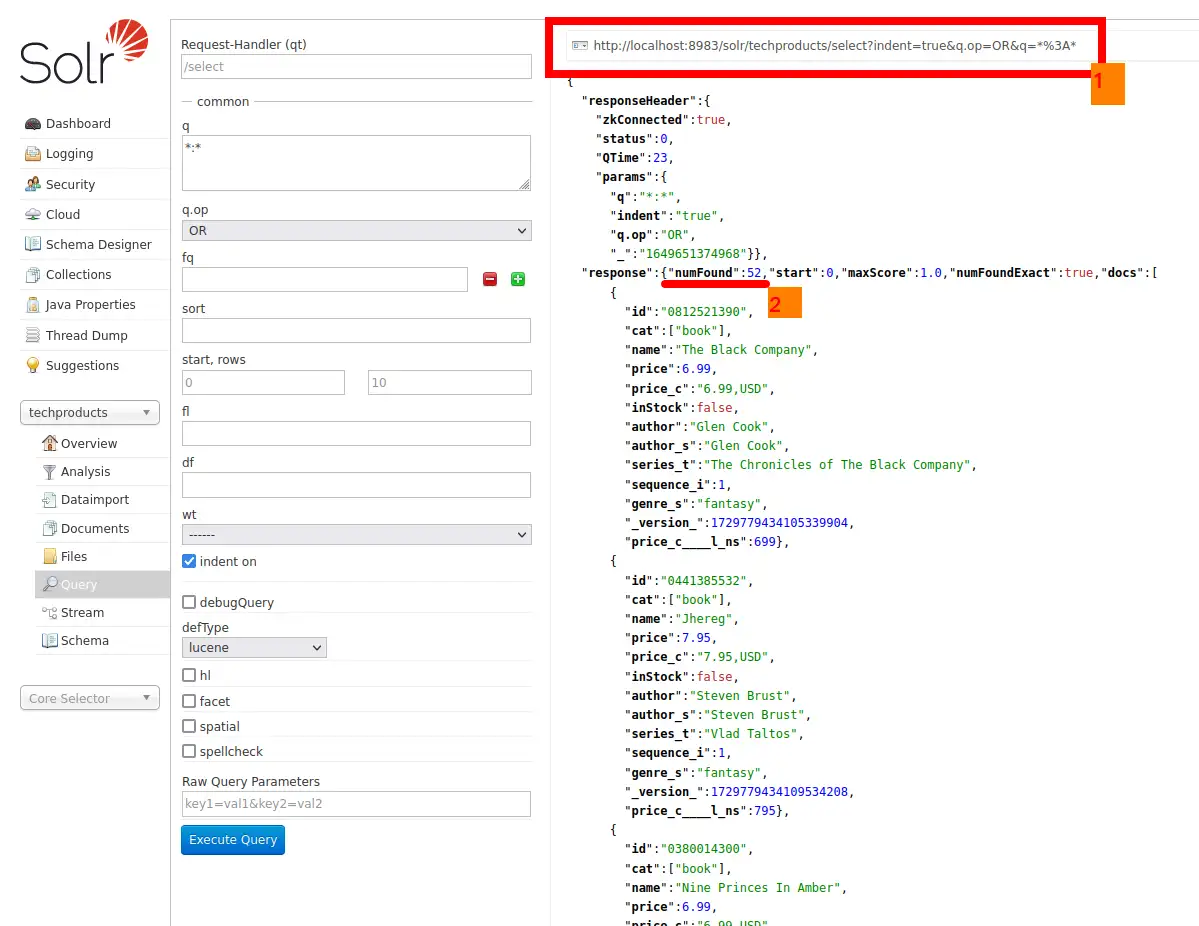 Solr
Dashboard
Logging
Security
Cloud
Schema Designer
Collections
Java Properties
Thread Dump
Suggestions
techproducts
Overview
Analysis
Dataimport
Documents
Files
Query
Stream
Schema
Core Selector
Request-Handler (qt)
/select
common
q
*:*
q.op
OR
fq
sort
start, rows
0 10
fl
df
wt
------
indent on
debugQuery
defType
lucene
hl
facet
spatial
spellcheck
Raw Query Parameters
key1=val1&key2=val2
Execute Query
http://localhost:8983/solr/techproducts/select?indent=true&q.op=OR&q=*%3A*
1
{
"responseHeader":{
"zkConnected":true,
"status":0,
"QTime":23,
"params":{
"q":"*:*",
"indent":"true",
"q.op":"OR",
"_":"1649651374968"}},
"response":{"numFound":52,"start":0,"maxScore":1.0,"numFoundExact":true,"docs":[
2
{
"id":"0812521390",
"cat":["book"],
"name":"The Black Company",
"price":6.99,
"price_c":"6.99,USD",
"inStock":false,
"author":"Glen Cook",
"author_s":"Glen Cook",
"series_t":"The Chronicles of The Black Company",
"sequence_i":1,
"genre_s":"fantasy",
"_version_":1729779434105339904,
"price_c____l_ns":699},
{
"id":"0441385532",
"cat":["book"],
"name":"Jhereg",
"price":7.95,
"price_c":"7.95,USD",
"inStock":false,
"author":"Steven Brust",
"author_s":"Steven Brust",
"series_t":"Vlad Taltos",
"sequence_i":1,
"genre_s":"fantasy",
"_version_":1729779434109534208,
"price_c____l_ns":795},
{
"id":"0380014300",
"cat":["book"],
"name":"Nine Princes In Amber",
"price":6.99,
"price_c":"6.99,USD",